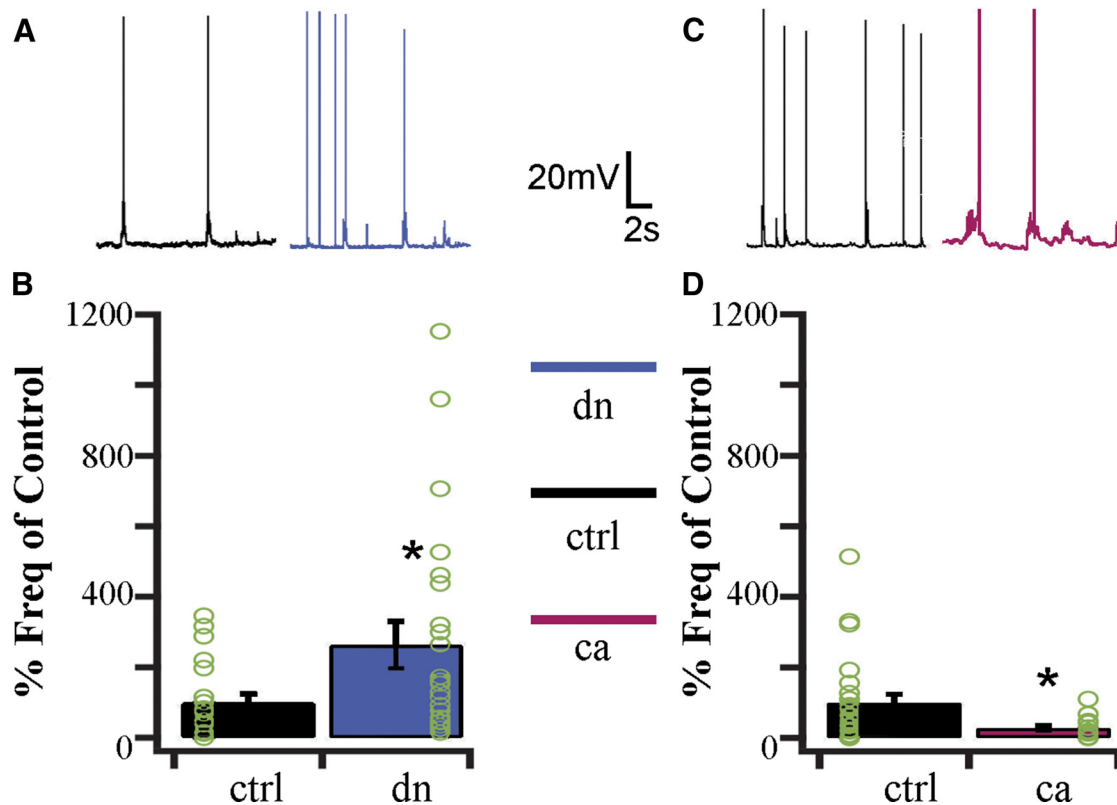 A
C
20mV
2s
B
% Freq of Control
1200
800
400
0
*
ctrl
dn
dn
ctrl
ca
D
% Freq of Control
1200
800
400
0
*
ctrl
ca